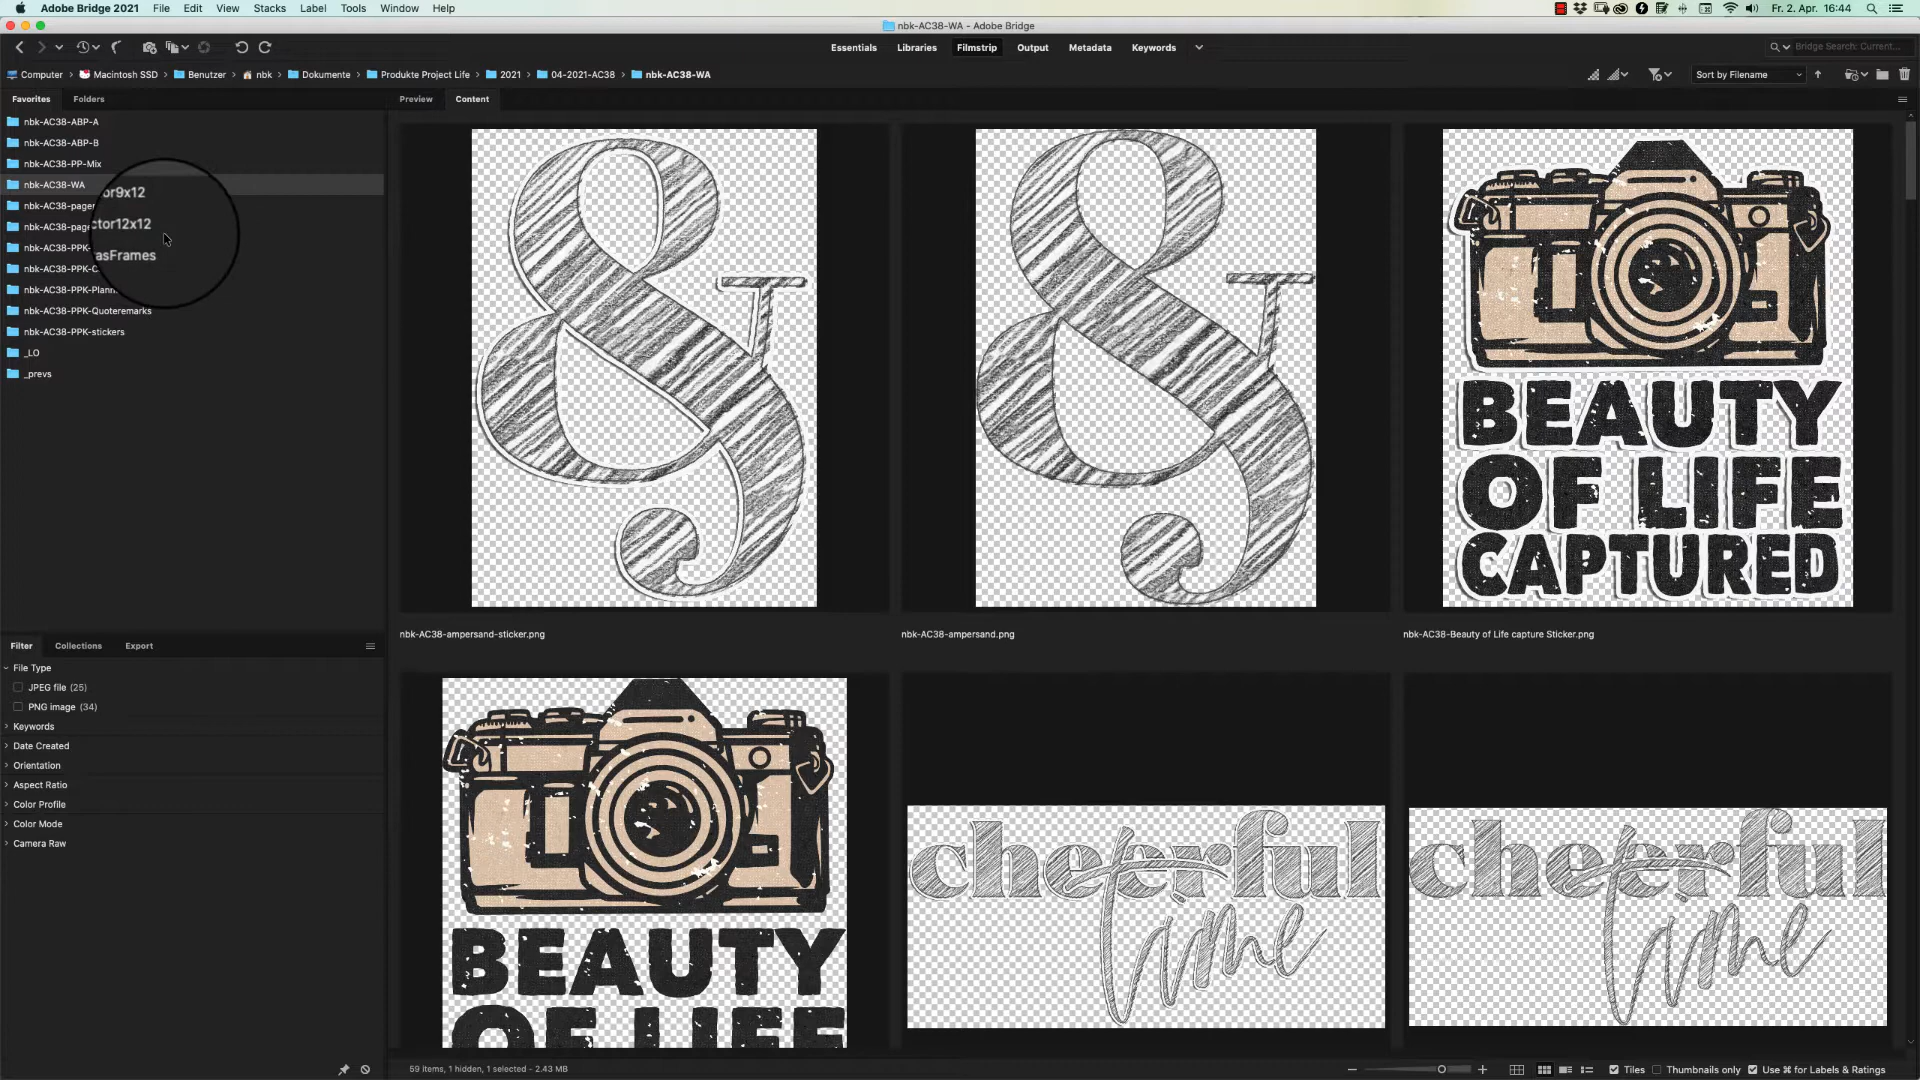 Adobe Bridge 2021 File Edit View Stacks Label Tools Window Help
Fr. 2. Apr. 16:44
nbk-AC38-WA - Adobe Bridge
Essentials Libraries Filmstrip Output Metadata Keywords
Bridge Search: Current...
Computer Macintosh SSD Benutzer nbk Dokumente Produkte Project Life 2021 04-2021-AC38 nbk-AC38-WA
Sort by Filename
Favorites Folders
Preview Content
nbk-AC38-ABP-A
nbk-AC38-ABP-B
nbk-AC38-PP-Mix
nbk-AC38-WA
or9x12
nbk-AC38-pager
ctor12x12
nbk-AC38-page
nbk-AC38-PPK-
asFrames
nbk-AC38-PPK-C
nbk-AC38-PPK-Plann
nbk-AC38-PPK-Quoteremarks
nbk-AC38-PPK-stickers
_LO
_prevs
&
&
BEAUTY
OF LIFE
CAPTURED
nbk-AC38-ampersand-sticker.png
nbk-AC38-ampersand.png
nbk-AC38-Beauty of Life capture Sticker.png
Filter Collections Export
File Type
JPEG file (25)
PNG image (34)
Keywords
Date Created
Orientation
Aspect Ratio
Color Profile
Color Mode
Camera Raw
BEAUTY
OF LIFE
cheerful
Time
cheerful
Time
59 items, 1 hidden, 1 selected - 2.43 MB
Tiles Thumbnails only Use ⌘ for Labels & Ratings